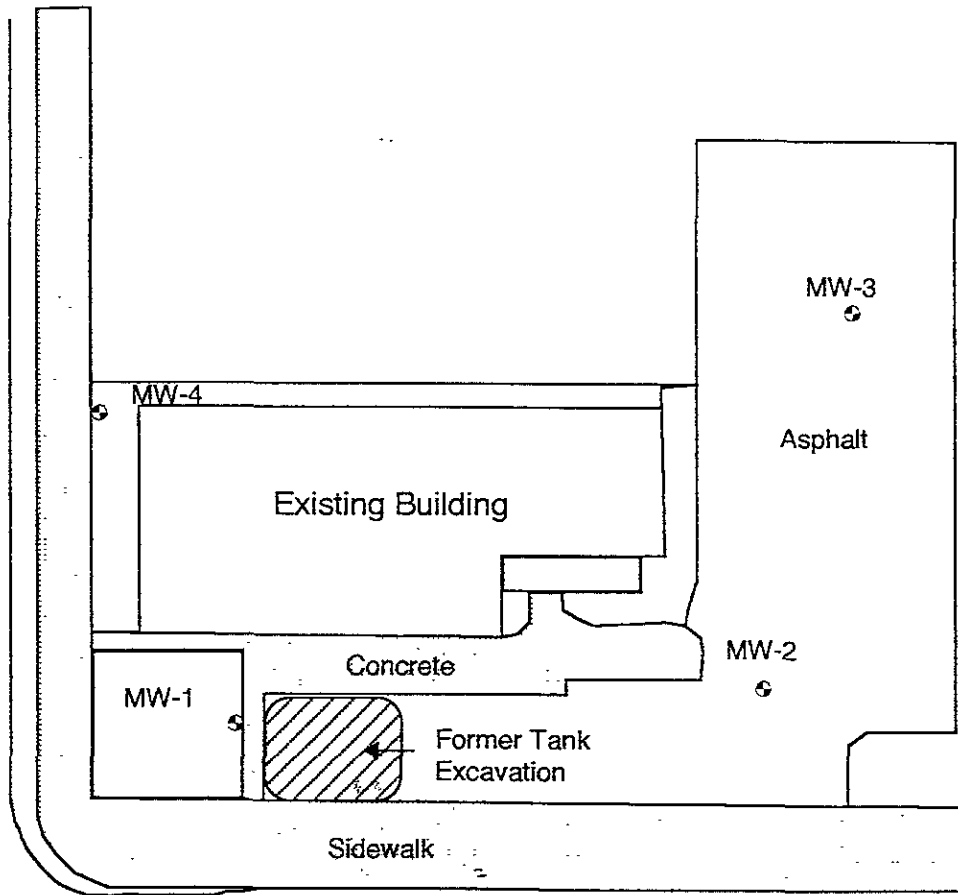 MW-3
MW-4
Asphalt
Existing Building
MW-2
Concrete
MW-1
Former Tank
Excavation
Sidewalk